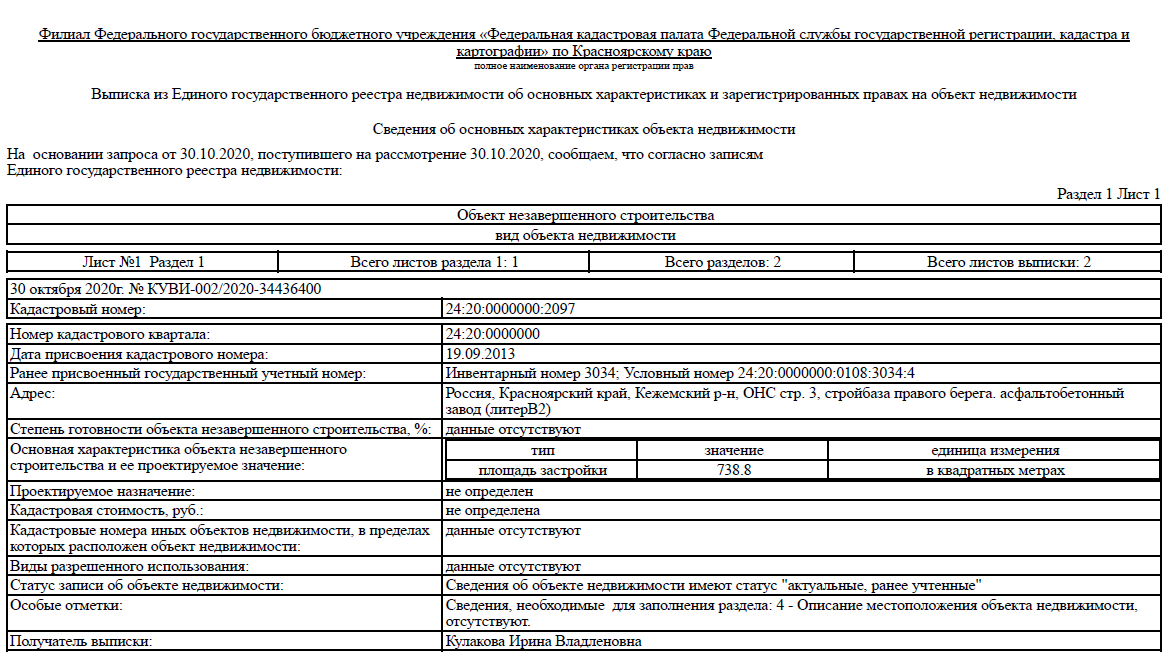 Филиал Федерального государственного бюджетного учреждения «Федеральная кадастровая палата Федеральной службы государственной регистрации, кадастра и
картографии» по Красноярскому краю
полное наименование органа регистрации прав
Выписка из Единого государственного реестра недвижимости об основных характеристиках и зарегистрированных правах на объект недвижимости
Сведения об основных характеристиках объекта недвижимости
На основании запроса от 30.10.2020, поступившего на рассмотрение 30.10.2020, сообщаем, что согласно записям
Единого государственного реестра недвижимости:
Раздел 1 Лист 1
Объект незавершенного строительства
вид объекта недвижимости
Лист №1 Раздел 1 Всего листов раздела 1: 1 Всего разделов: 2 Всего листов выписки: 2
30 октября 2020г. № КУВИ-002/2020-34436400
Кадастровый номер: 24:20:0000000:2097
Номер кадастрового квартала: 24:20:0000000
Дата присвоения кадастрового номера: 19.09.2013
Ранее присвоенный государственный учетный номер: Инвентарный номер 3034; Условный номер 24:20:0000000:0108:3034:4
Адрес: Россия, Красноярский край, Кежемский р-н, ОНС стр. 3, стройбаза правого берега. асфальтобетонный
завод (литерВ2)
Степень готовности объекта незавершенного строительства, %: данные отсутствуют
Основная характеристика объекта незавершенного
строительства и ее проектируемое значение:
тип значение единица измерения
площадь застройки 738.8 в квадратных метрах
Проектируемое назначение: не определен
Кадастровая стоимость, руб.: не определена
Кадастровые номера иных объектов недвижимости, в пределах
которых расположен объект недвижимости:
данные отсутствуют
Виды разрешенного использования: данные отсутствуют
Статус записи об объекте недвижимости: Сведения об объекте недвижимости имеют статус "актуальные, ранее учтенные"
Особые отметки: Сведения, необходимые для заполнения раздела: 4 - Описание местоположения объекта недвижимости,
отсутствуют.
Получатель выписки: Кулакова Ирина Владленовна